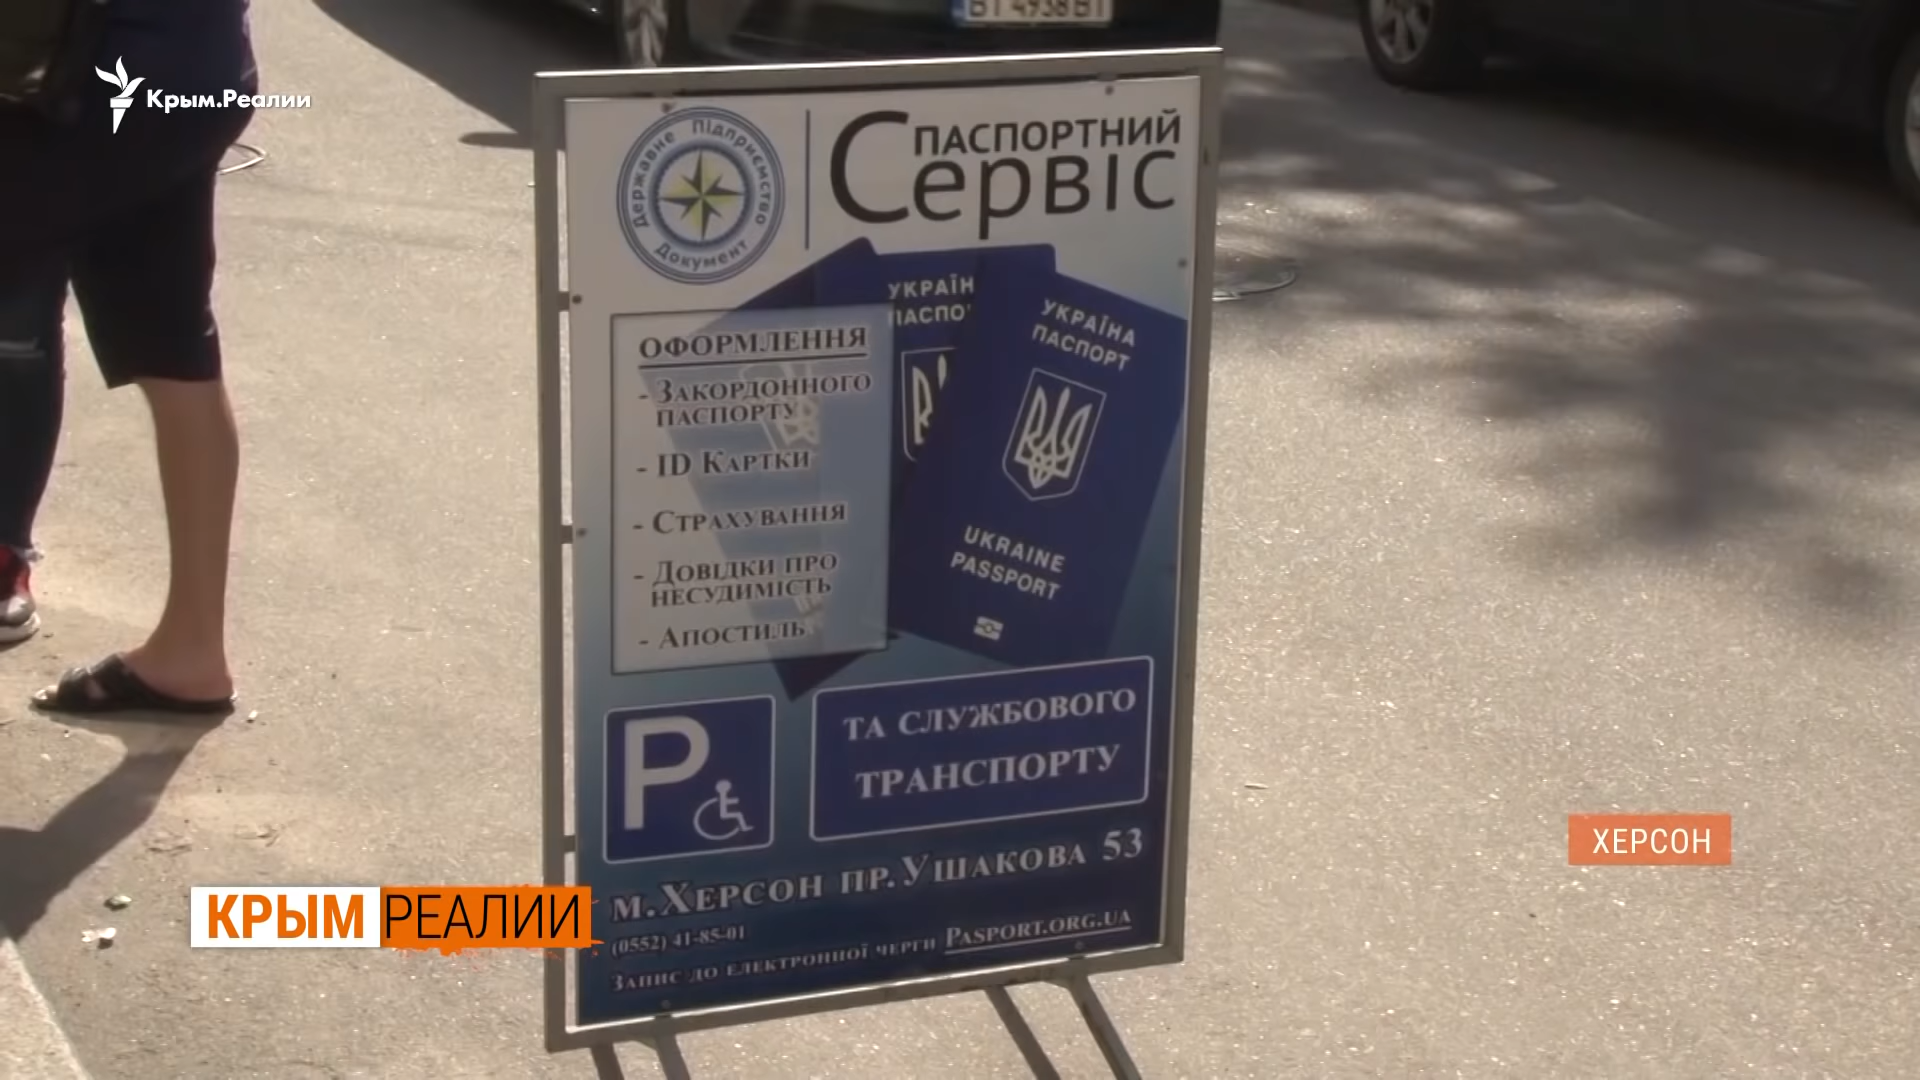 ВТ 4938 ВТ
Крым.Реалии
Державне Підприємство
Документ
Паспортний
Сервіс
УКРАЇН
ПАСПО
УКРАЇНА
ПАСПОРТ
UKRAINE
PASSPORT
Оформлення
- Закордонного
паспорту
- ID Картки
- Страхування
- Довідки про
несудимість
- Апостиль
P
та службового
транспорту
м.Херсон пр.Ушакова 53
(0552) 41-85-01
Запис до електронної черги Pasport.org.ua
ХЕРСОН
КРЫМ РЕАЛИИ